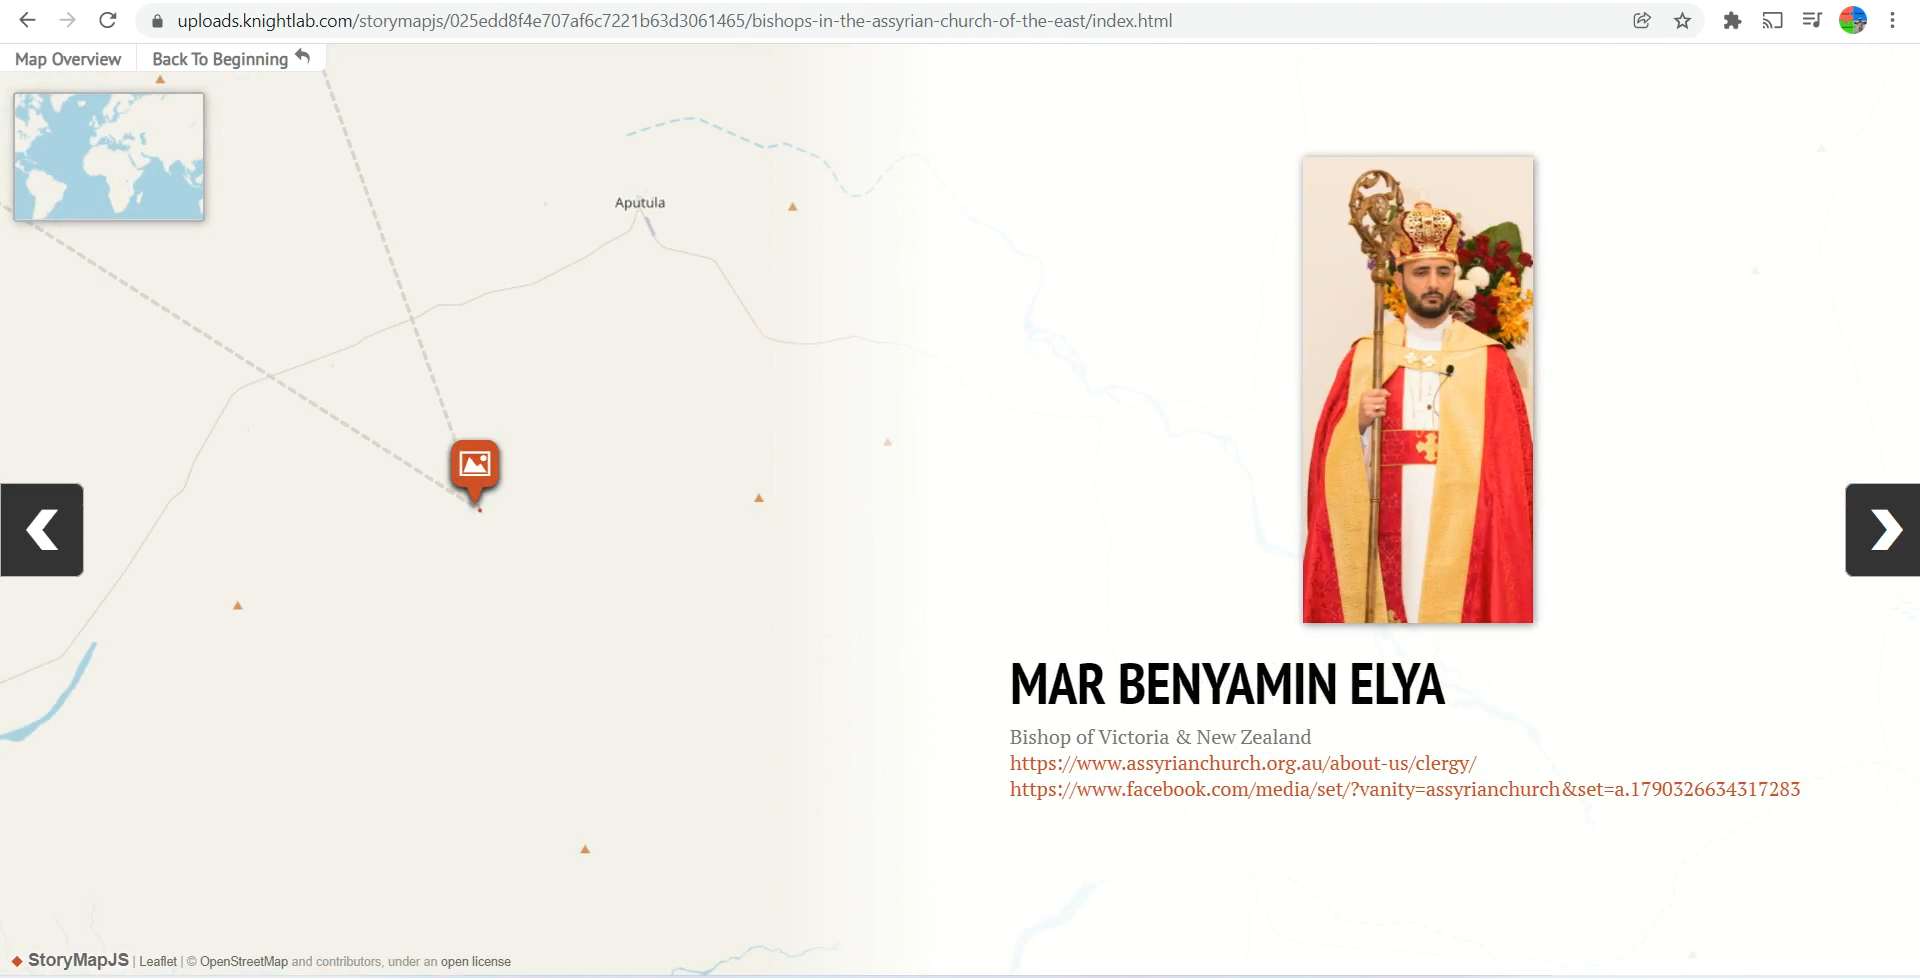 uploads.knightlab.com/storymapjs/025edd8f4e707af6c7221b63d3061465/bishops-in-the-assyrian-church-of-the-east/index.html
Map Overview
Back To Beginning
Aputula
MAR BENYAMIN ELYA
Bishop of Victoria & New Zealand
https://www.assyrianchurch.org.au/about-us/clergy/
https://www.facebook.com/media/set/?vanity=assyrianchurch&set=a.1790326634317283
StoryMapJS | Leaflet | © OpenStreetMap and contributors, under an open license